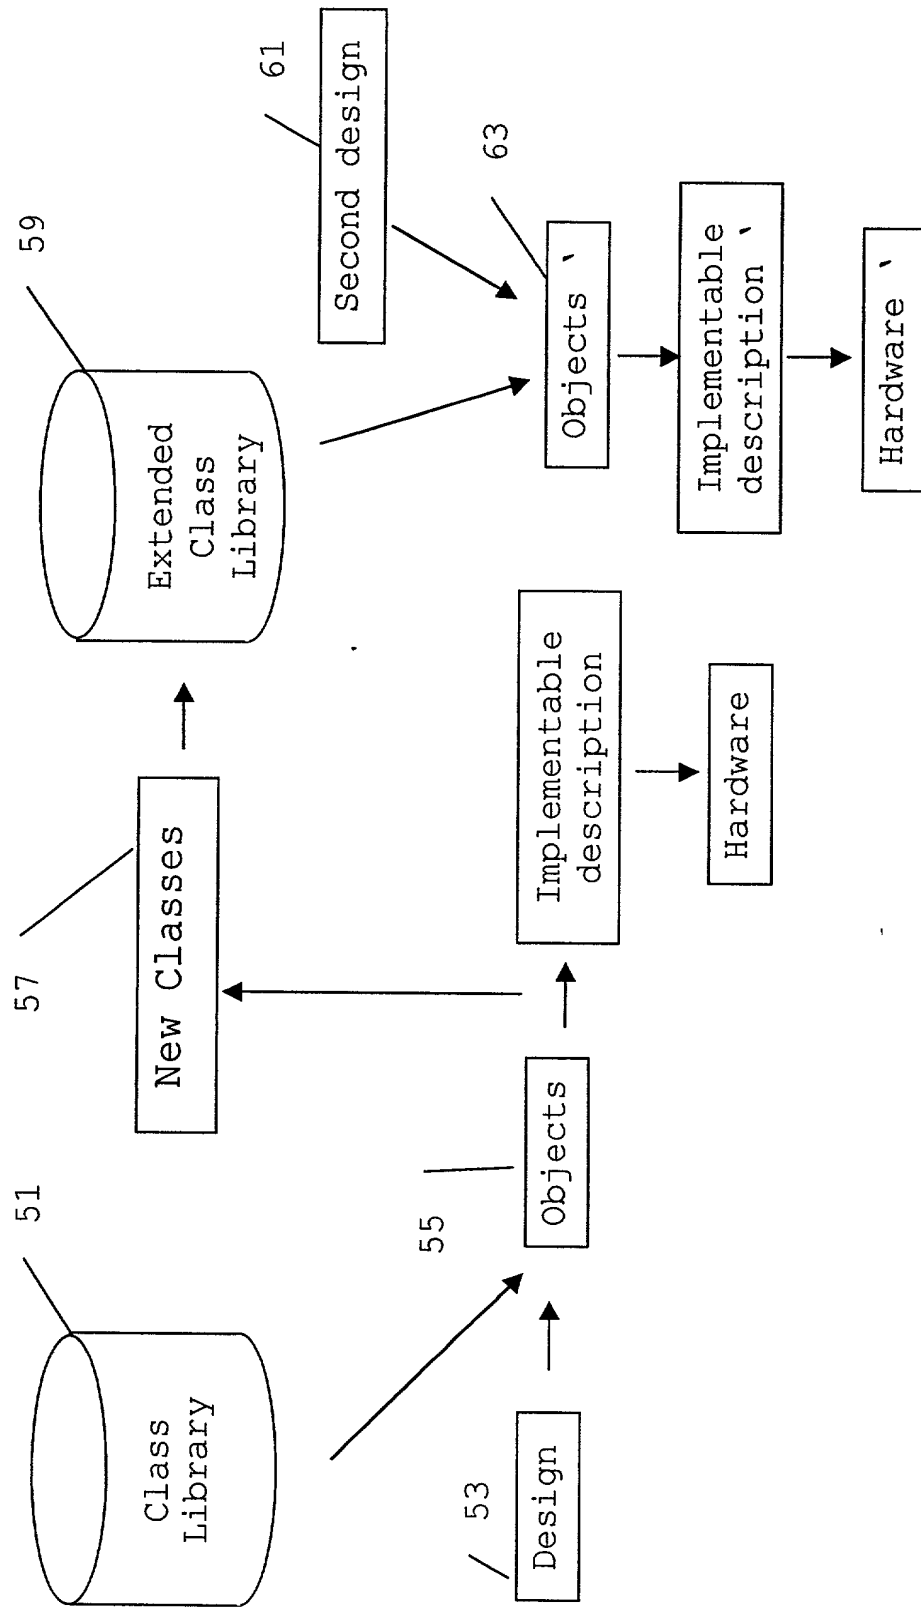 51
Class
Library
53
Design
55
Objects
57
New Classes
Implementable
description
Hardware
59
Extended
Class
Library
61
Second design
63
Objects `
Implementable
description `
Hardware `